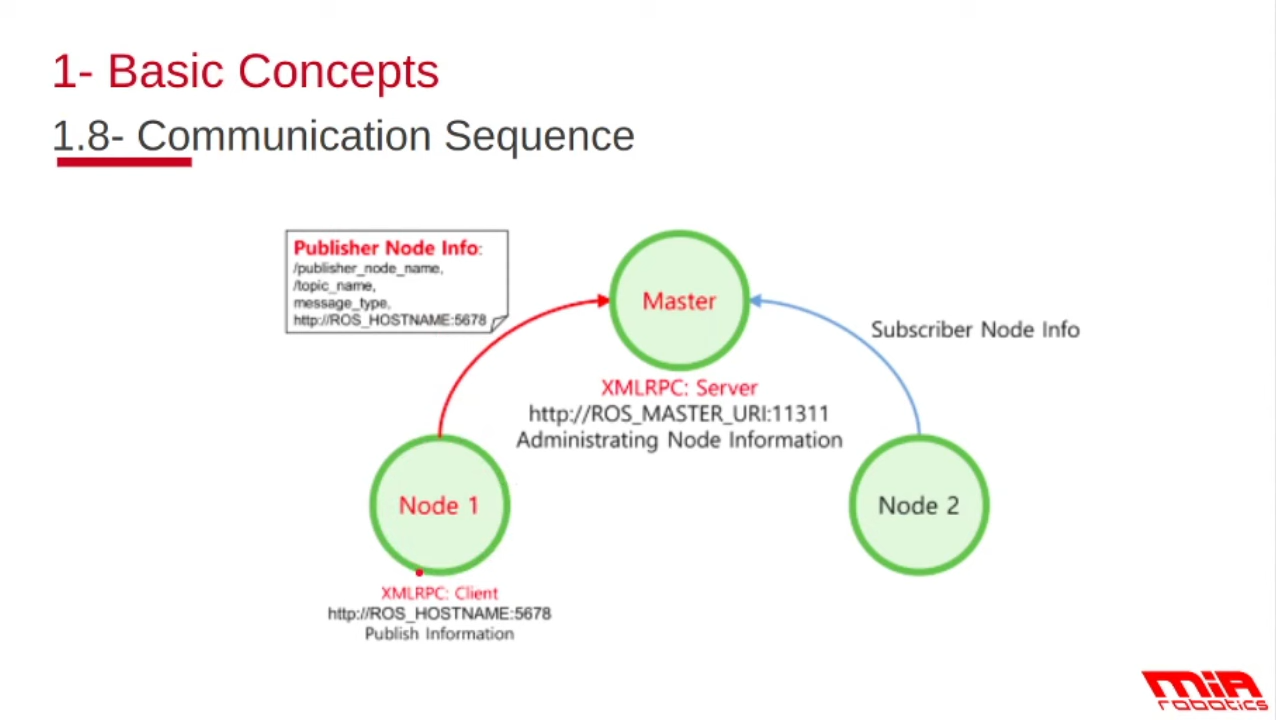 1- Basic Concepts
1.8- Communication Sequence
Publisher Node Info:
/publisher_node_name,
/topic_name,
message_type,
http://ROS_HOSTNAME:5678
Master
Subscriber Node Info
XMLRPC: Server
http://ROS_MASTER_URI:11311
Administrating Node Information
Node 1
Node 2
XMLRPC: Client
http://ROS_HOSTNAME:5678
Publish Information
MIA
robotics